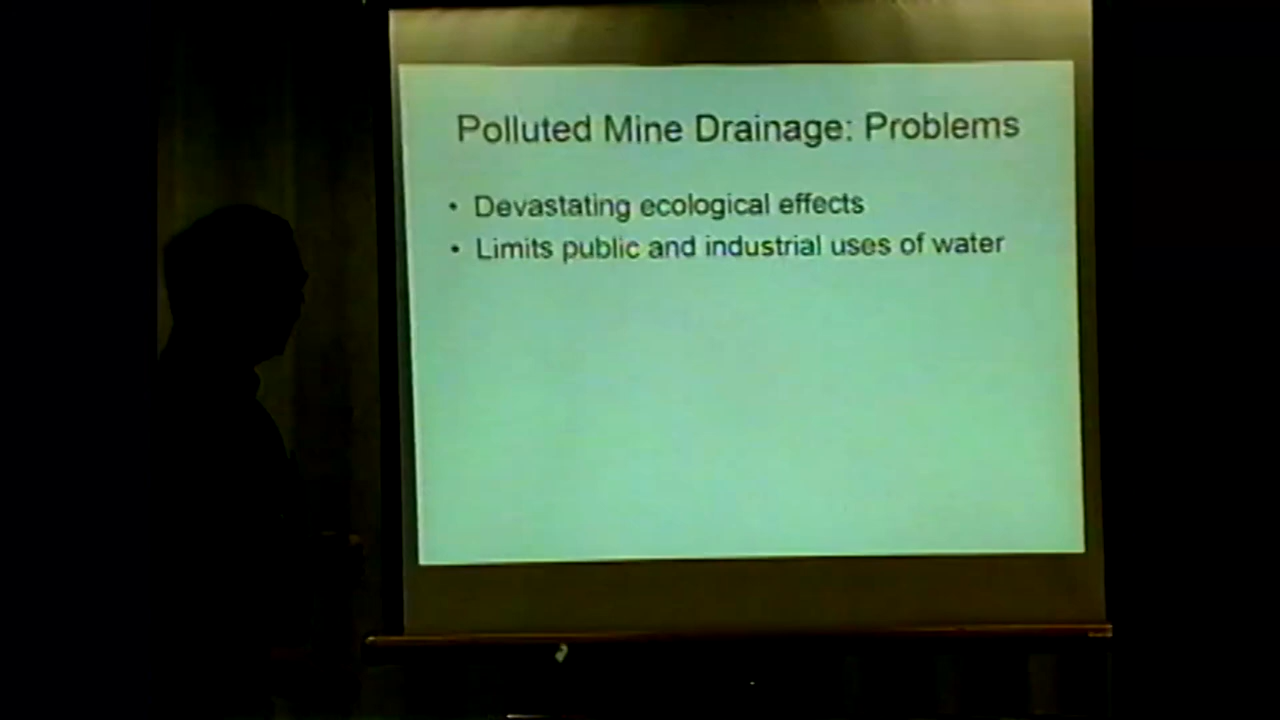 Polluted Mine Drainage: Problems
• Devastating ecological effects
• Limits public and industrial uses of water